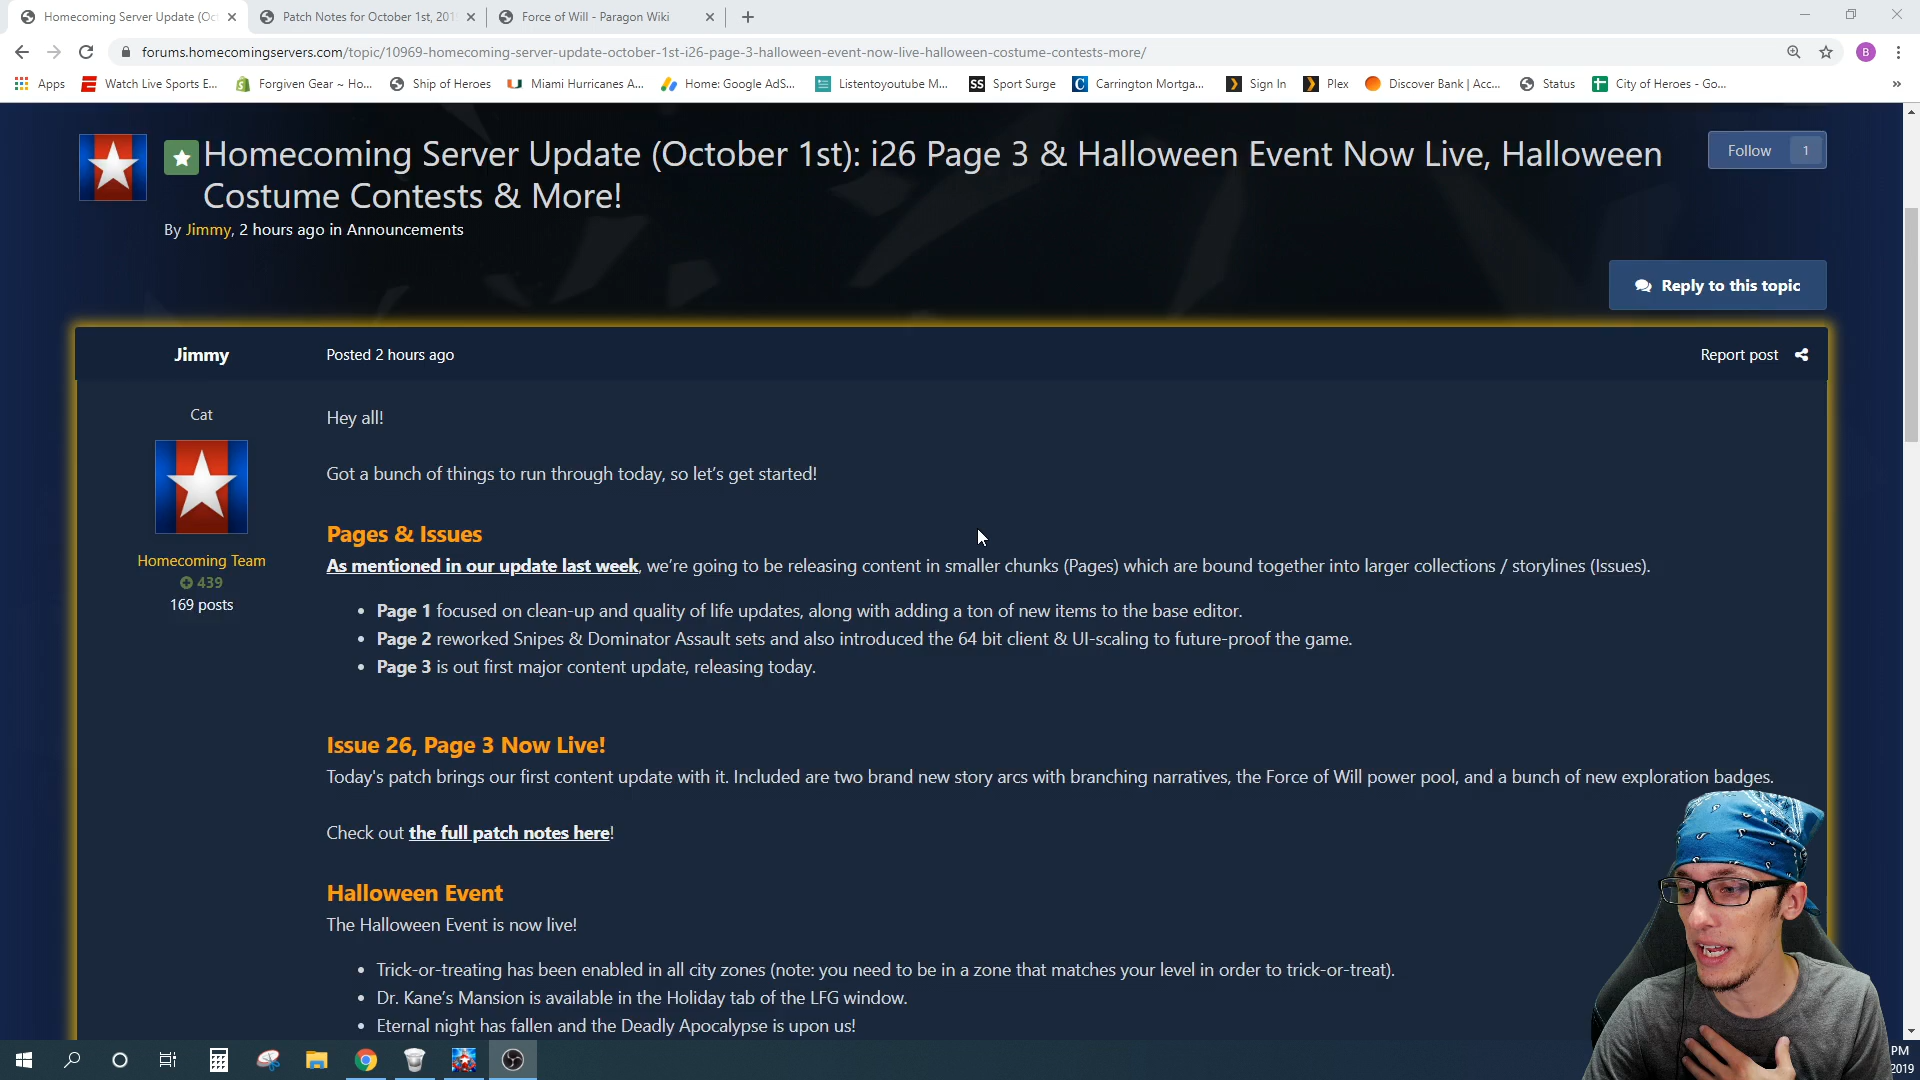 Homecoming Server Update (Oc
Patch Notes for October 1st, 201
Force of Will - Paragon Wiki
forums.homecomingservers.com/topic/10969-homecoming-server-update-october-1st-i26-page-3-halloween-event-now-live-halloween-costume-contests-more/
B
Apps
Watch Live Sports E...
Forgiven Gear ~ Ho...
Ship of Heroes
Miami Hurricanes A...
Home: Google AdS...
Listentoyoutube M...
SS Sport Surge
C Carrington Mortga...
Sign In
Plex
Discover Bank | Acc...
Status
City of Heroes - Go...
»
Homecoming Server Update (October 1st): i26 Page 3 & Halloween Event Now Live, Halloween
Costume Contests & More!
Follow 1
By Jimmy, 2 hours ago in Announcements
Reply to this topic
Jimmy
Posted 2 hours ago
Report post
Cat
Homecoming Team
439
169 posts
Hey all!
Got a bunch of things to run through today, so let's get started!
Pages & Issues
As mentioned in our update last week, we're going to be releasing content in smaller chunks (Pages) which are bound together into larger collections / storylines (Issues).
• Page 1 focused on clean-up and quality of life updates, along with adding a ton of new items to the base editor.
• Page 2 reworked Snipes & Dominator Assault sets and also introduced the 64 bit client & UI-scaling to future-proof the game.
• Page 3 is out first major content update, releasing today.
Issue 26, Page 3 Now Live!
Today's patch brings our first content update with it. Included are two brand new story arcs with branching narratives, the Force of Will power pool, and a bunch of new exploration badges.
Check out the full patch notes here!
Halloween Event
The Halloween Event is now live!
• Trick-or-treating has been enabled in all city zones (note: you need to be in a zone that matches your level in order to trick-or-treat).
• Dr. Kane's Mansion is available in the Holiday tab of the LFG window.
• Eternal night has fallen and the Deadly Apocalypse is upon us!
PM
2019